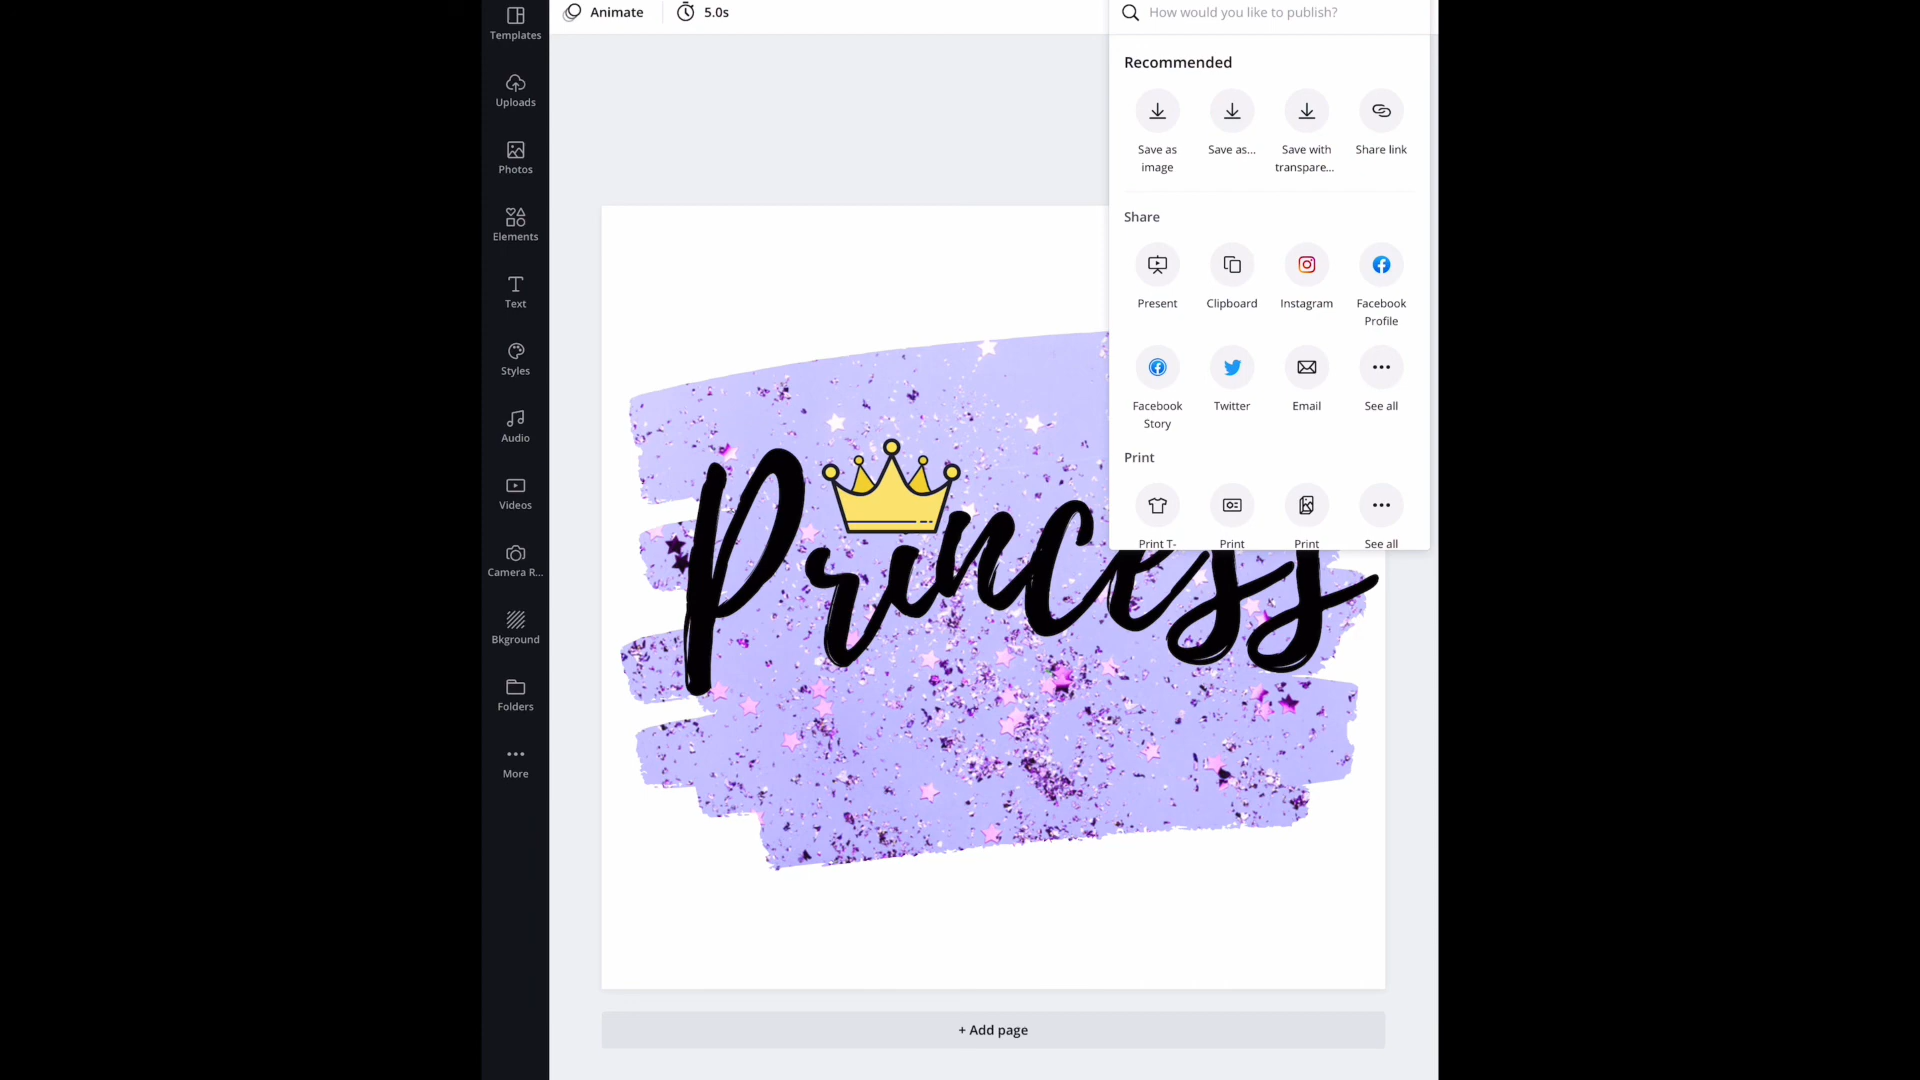 Templates
Uploads
Photos
Elements
Text
Styles
Audio
Videos
Camera R...
Bkground
Folders
More
Animate
5.0s
Princess
+ Add page
How would you like to publish?
Recommended
Save as image
Save as...
Save with transpare...
Share link
Share
Present
Clipboard
Instagram
Facebook Profile
Facebook Story
Twitter
Email
See all
Print
Print T-
Print
Print
See all